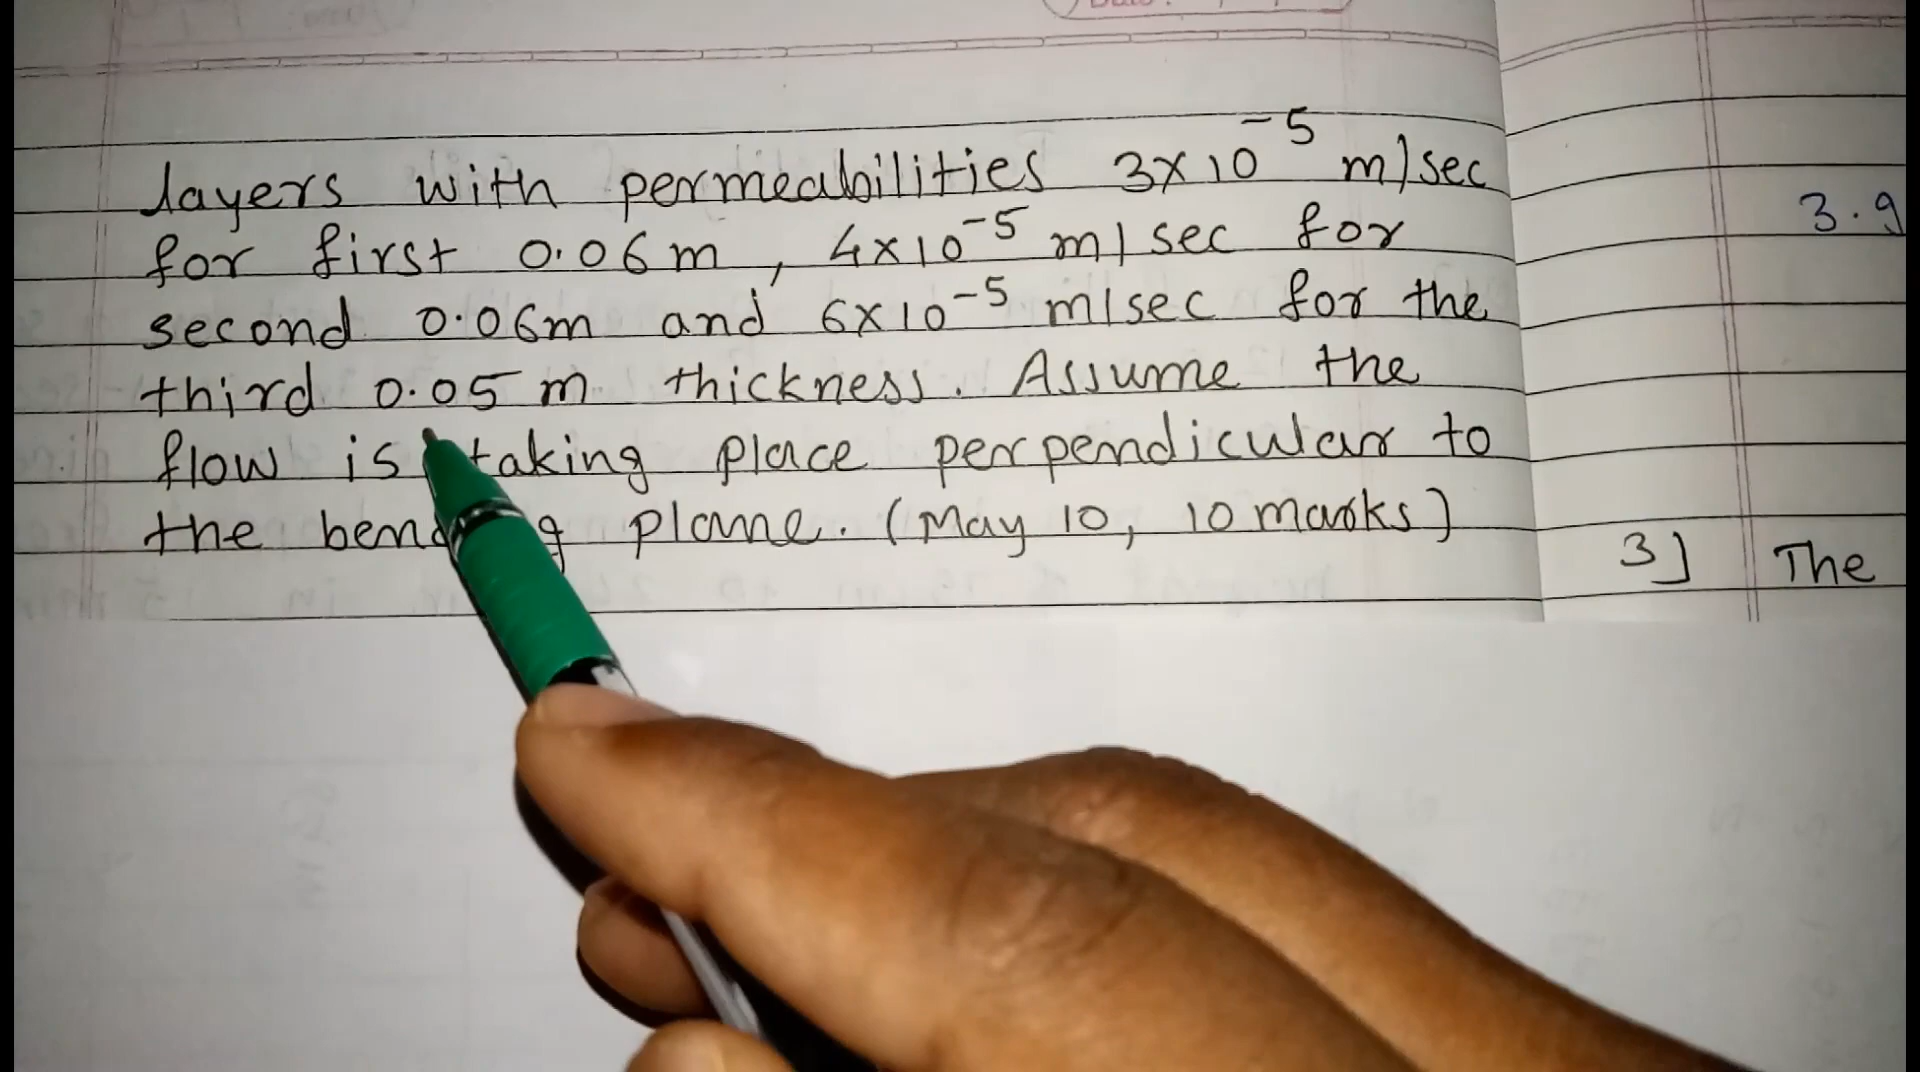 layers with permeabilities 3x10⁻⁵ m/sec
for first 0.06m, 4x10⁻⁵ m/sec for
second 0.06m and 6x10⁻⁵ m/sec for the
third 0.05m thickness. Assume the
flow is taking place perpendicular to
the plane. (May 10, 10 marks)
3.9
3] The